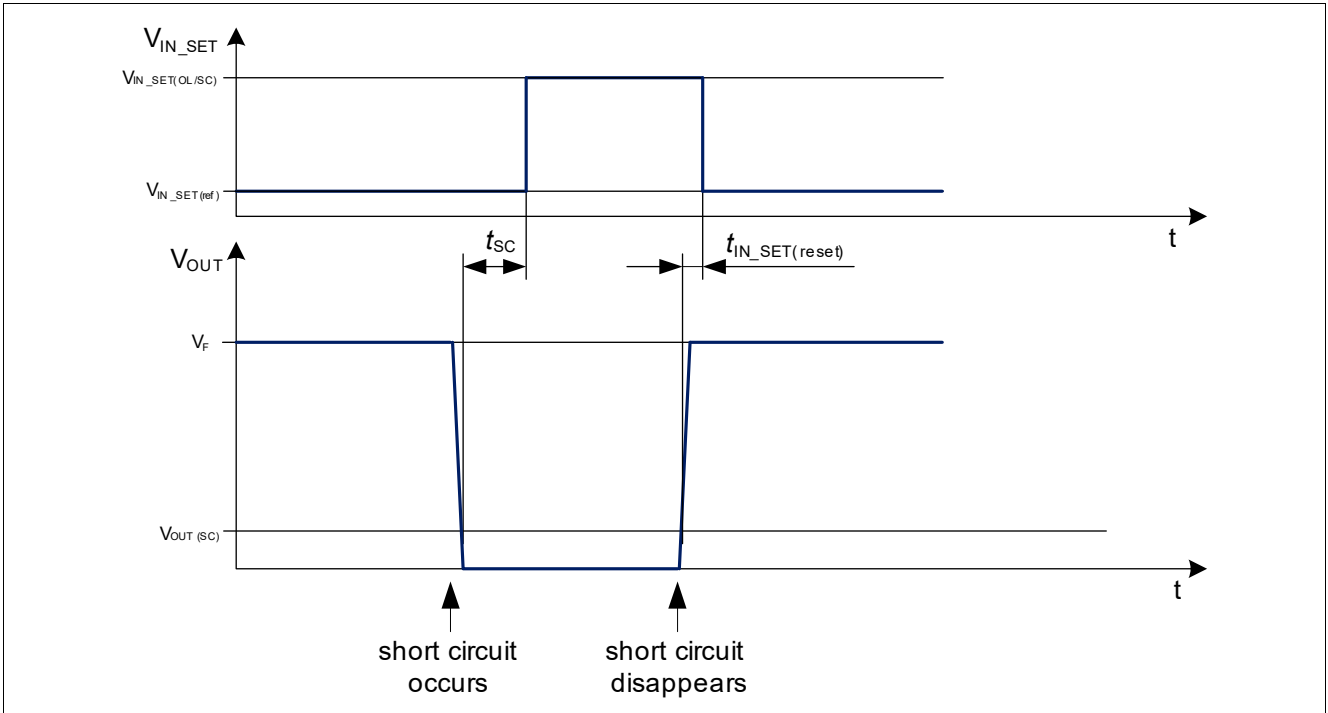 VIN_SET
VIN_SET(OL/SC)
VIN_SET(ref)
t
tSC
tIN_SET(reset)
VOUT
VF
VOUT (SC)
t
short circuit
occurs
short circuit
disappears